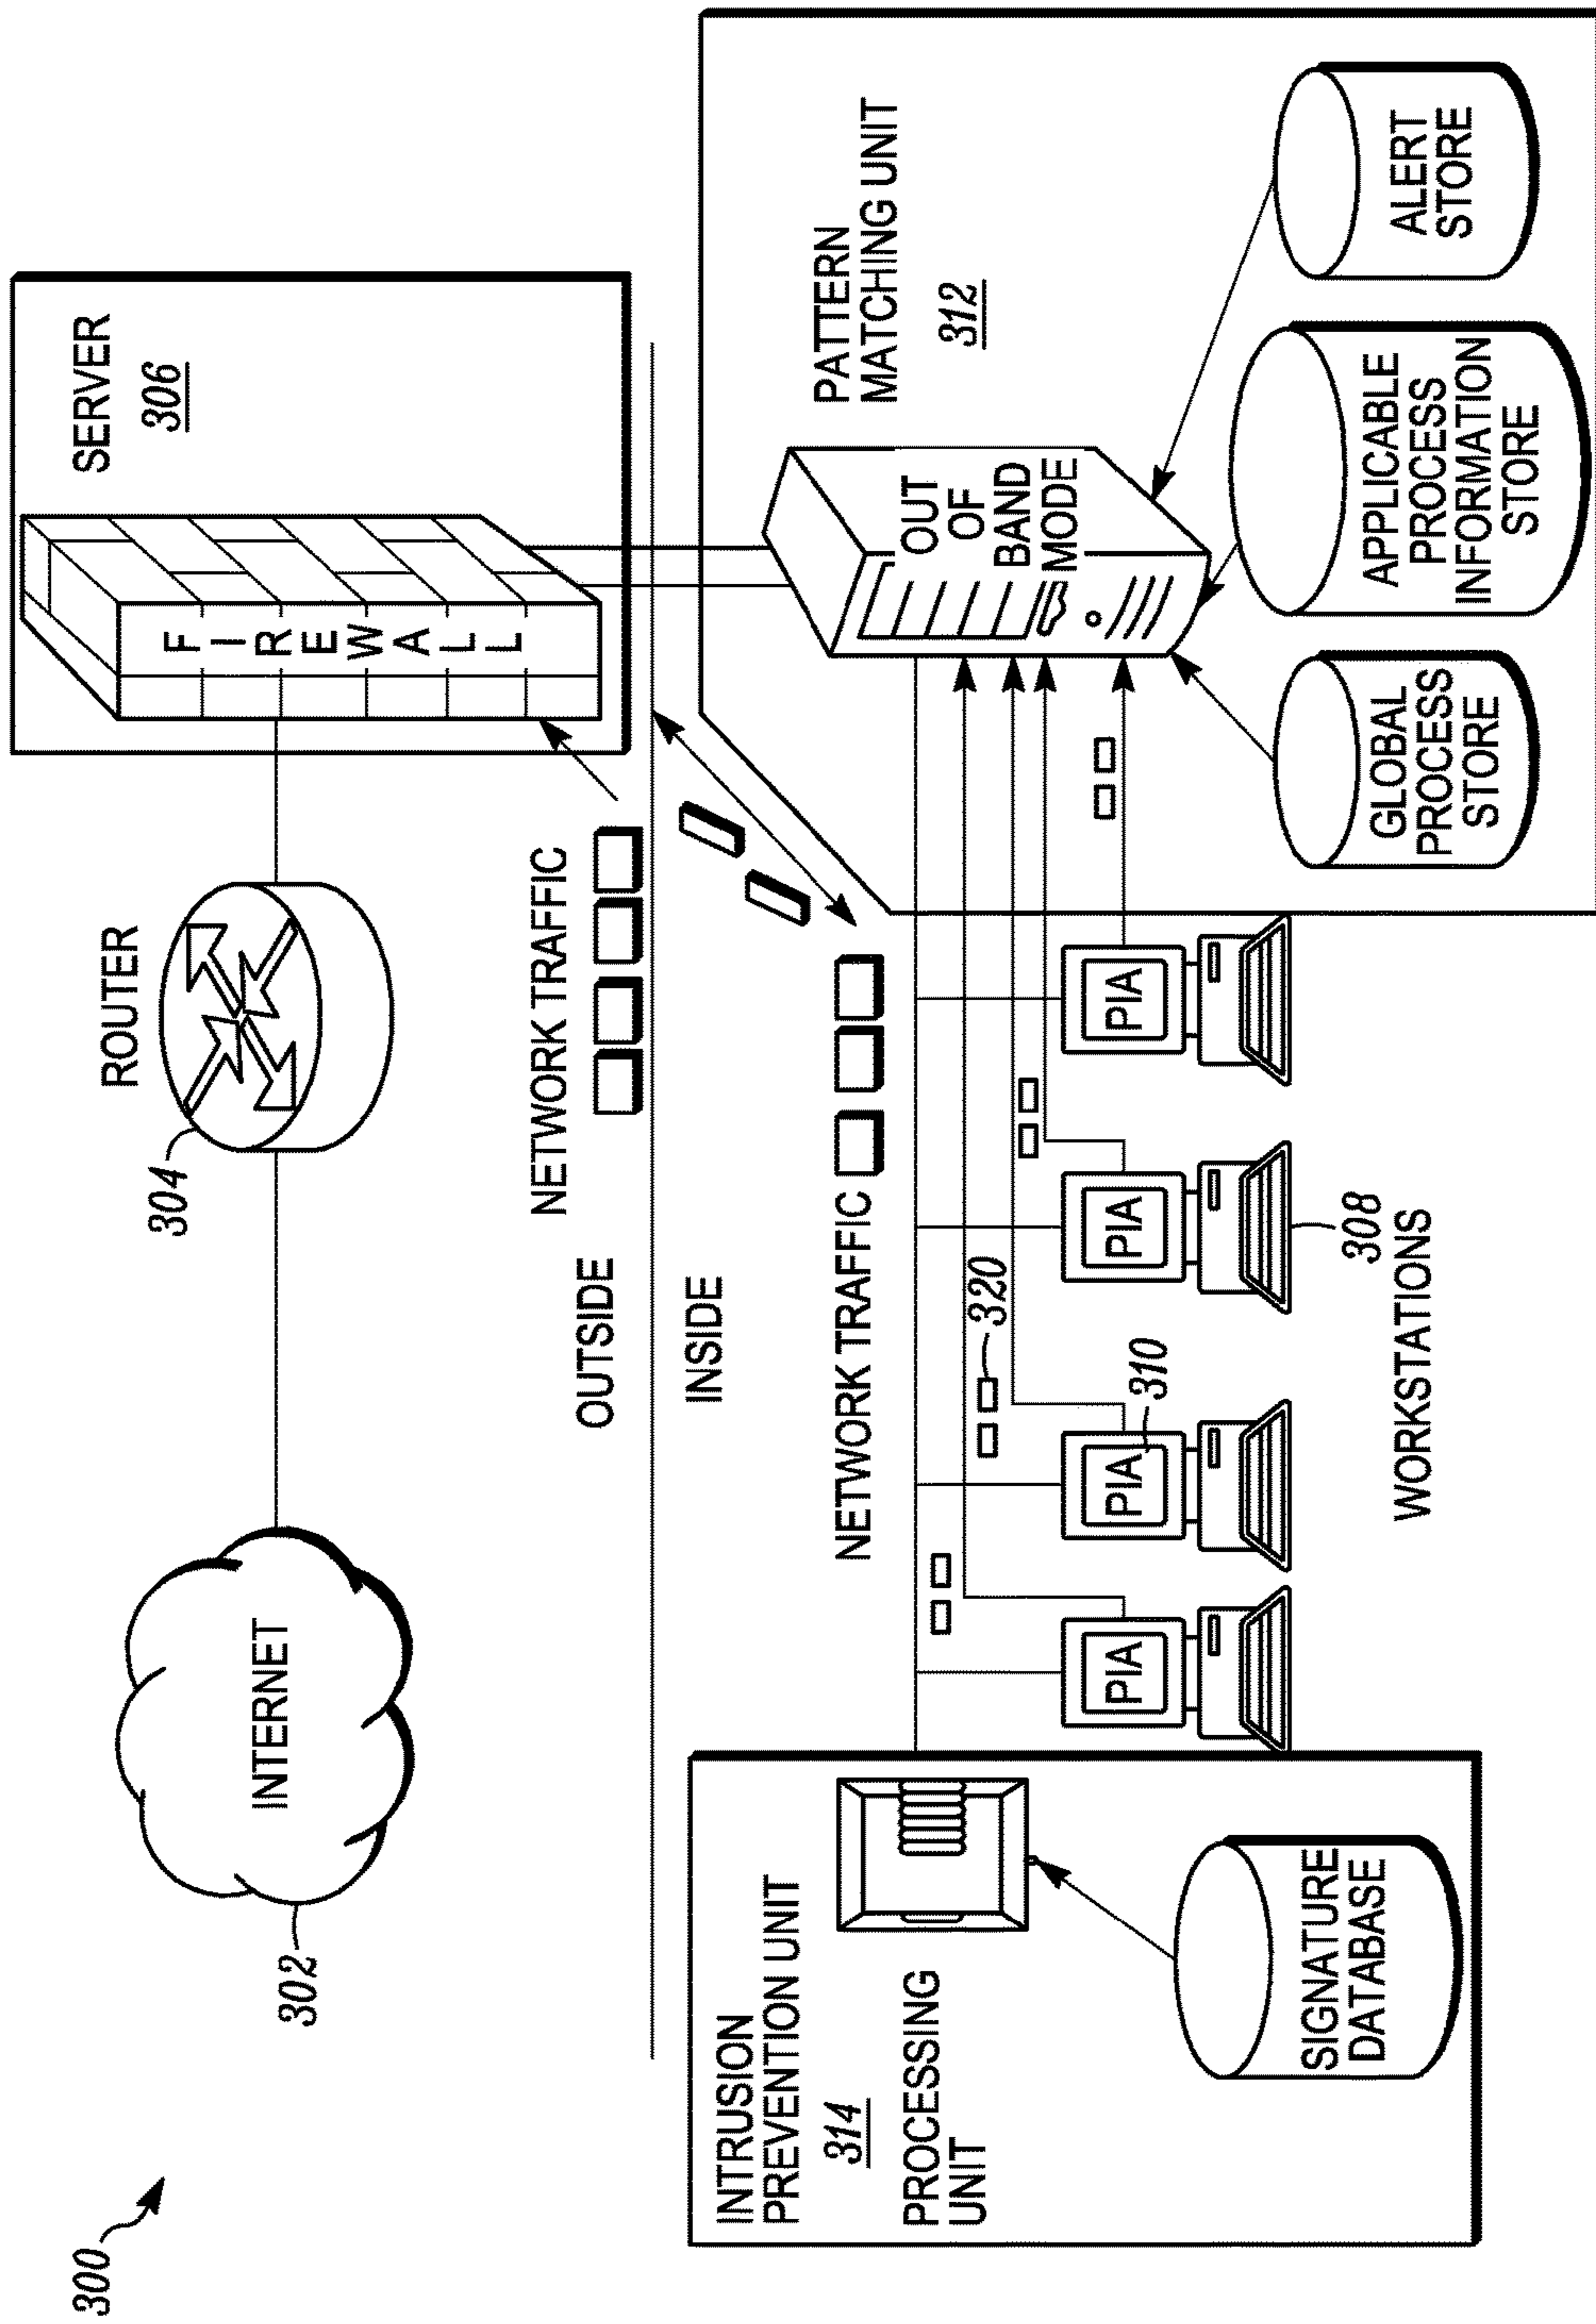 300
302
INTERNET
304
ROUTER
SERVER
306
FIREWALL
NETWORK TRAFFIC
OUTSIDE
INSIDE
NETWORK TRAFFIC
INTRUSION
PREVENTION UNIT
314
PROCESSING
UNIT
SIGNATURE
DATABASE
PIA
PIA
PIA
PIA
310
320
308
WORKSTATIONS
PATTERN
MATCHING UNIT
312
OUT
OF
BAND
MODE
GLOBAL
PROCESS
STORE
APPLICABLE
PROCESS
INFORMATION
STORE
ALERT
STORE